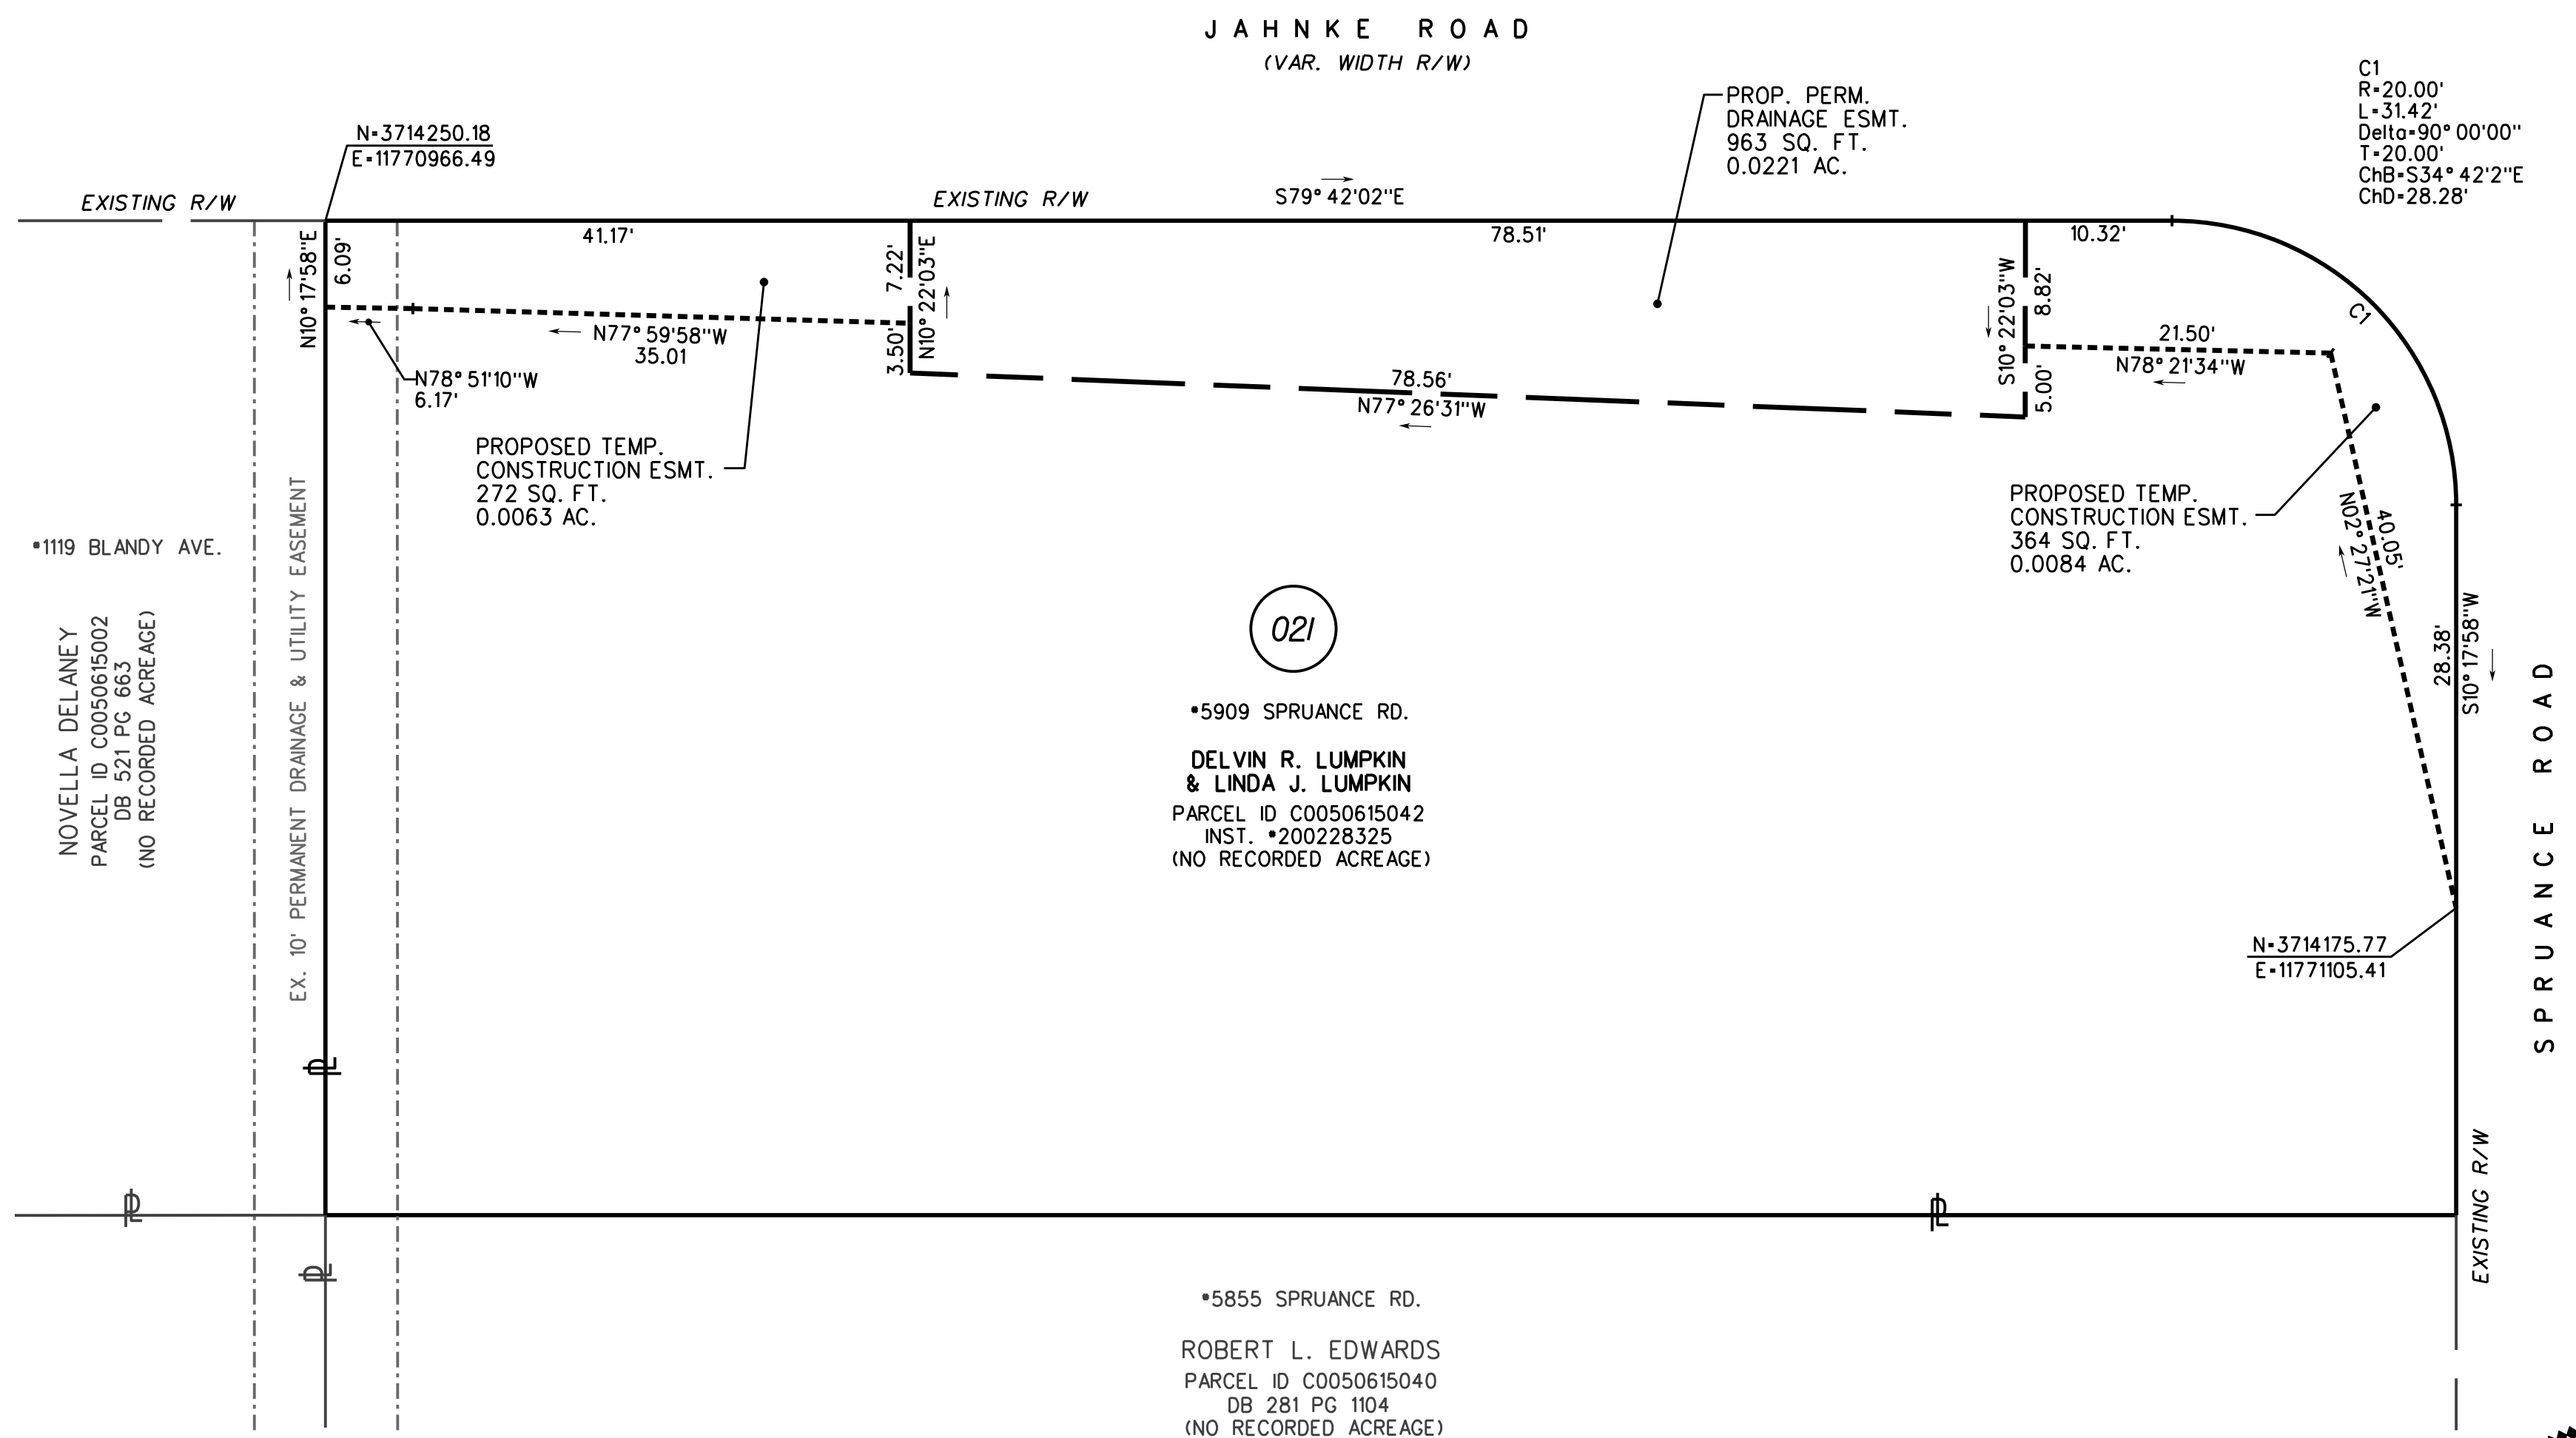 JAHNKE ROAD
(VAR. WIDTH R/W)
C1
R=20.00'
L=31.42'
Delta=90°00'00"
T=20.00'
ChB=S34°42'2"E
ChD=28.28'
PROP. PERM.
DRAINAGE ESMT.
963 SQ. FT.
0.0221 AC.
N=3714250.18
E=11770966.49
EXISTING R/W
EXISTING R/W
S79°42'02"E
41.17'
78.51'
10.32'
N10°17'58"E
6.09'
7.22'
N10°22'03"E
3.50'
S10°22'03"W
8.82'
5.00'
C1
N77°59'58"W
35.01
N78°51'10"W
6.17'
78.56'
N77°26'31"W
21.50'
N78°21'34"W
PROPOSED TEMP.
CONSTRUCTION ESMT.
272 SQ. FT.
0.0063 AC.
PROPOSED TEMP.
CONSTRUCTION ESMT.
364 SQ. FT.
0.0084 AC.
40.05'
N02°27'21"W
28.38'
S10°17'58"W
*1119 BLANDY AVE.
NOVELLA DELANEY
PARCEL ID C0050615002
DB 521 PG 663
(NO RECORDED ACREAGE)
EX. 10' PERMANENT DRAINAGE & UTILITY EASEMENT
021
*5909 SPRUANCE RD.
DELVIN R. LUMPKIN
& LINDA J. LUMPKIN
PARCEL ID C0050615042
INST. *200228325
(NO RECORDED ACREAGE)
SPRUANCE ROAD
N=3714175.77
E=11771105.41
EXISTING R/W
PL
PL
PL
PL
*5855 SPRUANCE RD.
ROBERT L. EDWARDS
PARCEL ID C0050615040
DB 281 PG 1104
(NO RECORDED ACREAGE)